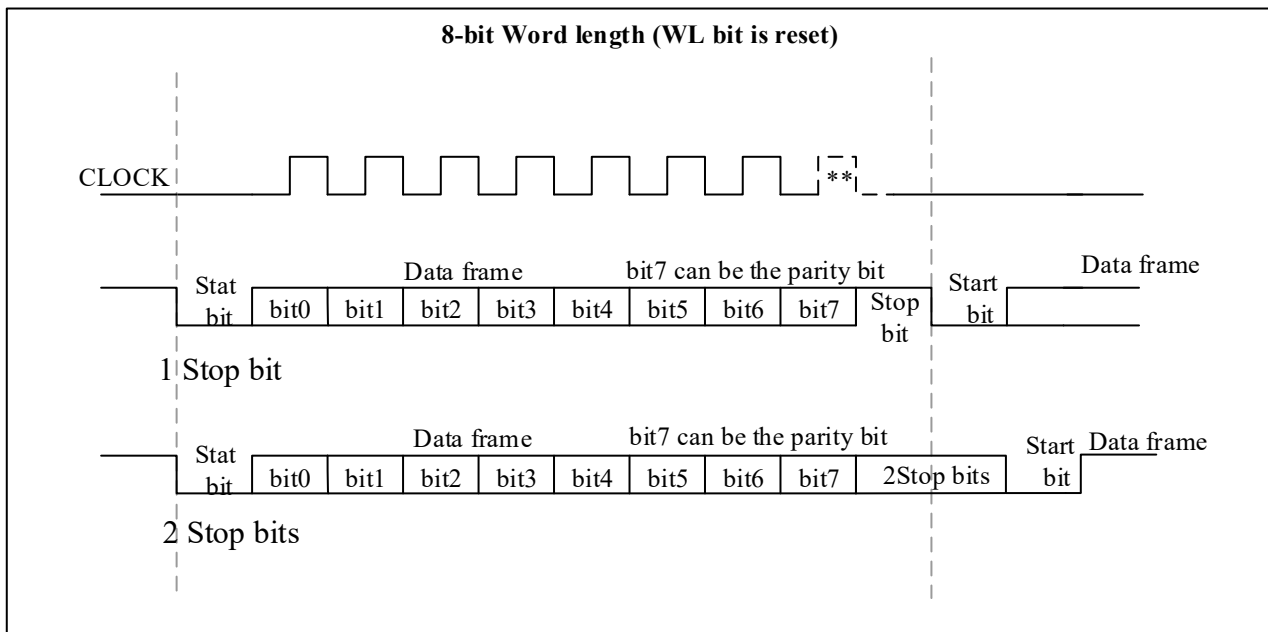 8-bit Word length (WL bit is reset)
CLOCK
**
Data frame
bit7 can be the parity bit
Data frame
Stat
bit
bit0
bit1
bit2
bit3
bit4
bit5
bit6
bit7
Stop
bit
Start
bit
1 Stop bit
Data frame
bit7 can be the parity bit
Start
bit
Data frame
Stat
bit
bit0
bit1
bit2
bit3
bit4
bit5
bit6
bit7
2Stop bits
2 Stop bits